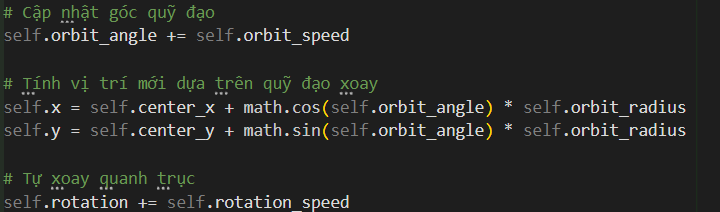 # Cập nhật góc quỹ đạo
self.orbit_angle += self.orbit_speed
# Tính vị trí mới dựa trên quỹ đạo xoay
self.x = self.center_x + math.cos(self.orbit_angle) * self.orbit_radius
self.y = self.center_y + math.sin(self.orbit_angle) * self.orbit_radius
# Tự xoay quanh trục
self.rotation += self.rotation_speed